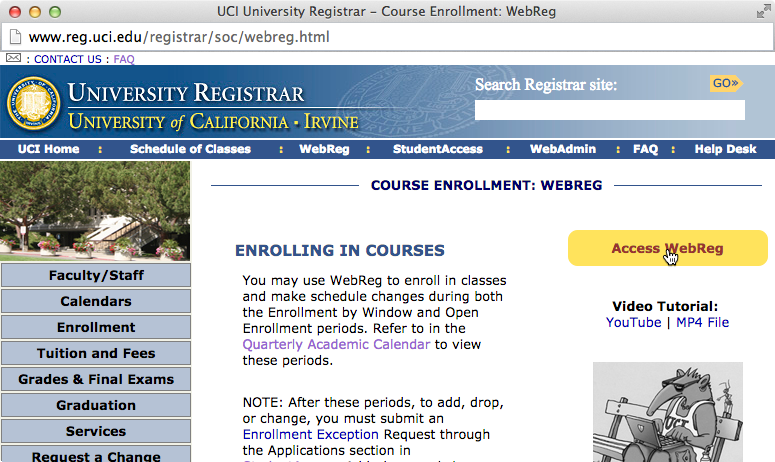 UCI University Registrar – Course Enrollment: WebReg
www.reg.uci.edu/registrar/soc/webreg.html
: CONTACT US : FAQ
UNIVERSITY REGISTRAR
UNIVERSITY of CALIFORNIA · IRVINE
Search Registrar site:
GO»
UCI Home : Schedule of Classes : WebReg : StudentAccess : WebAdmin : FAQ : Help Desk
COURSE ENROLLMENT: WEBREG
Faculty/Staff
Calendars
Enrollment
Tuition and Fees
Grades & Final Exams
Graduation
Services
Request a Change
ENROLLING IN COURSES
You may use WebReg to enroll in classes
and make schedule changes during both
the Enrollment by Window and Open
Enrollment periods. Refer to in the
Quarterly Academic Calendar to view
these periods.
NOTE: After these periods, to add, drop,
or change, you must submit an
Enrollment Exception Request through
the Applications section in
Access WebReg
Video Tutorial:
YouTube | MP4 File
UCI